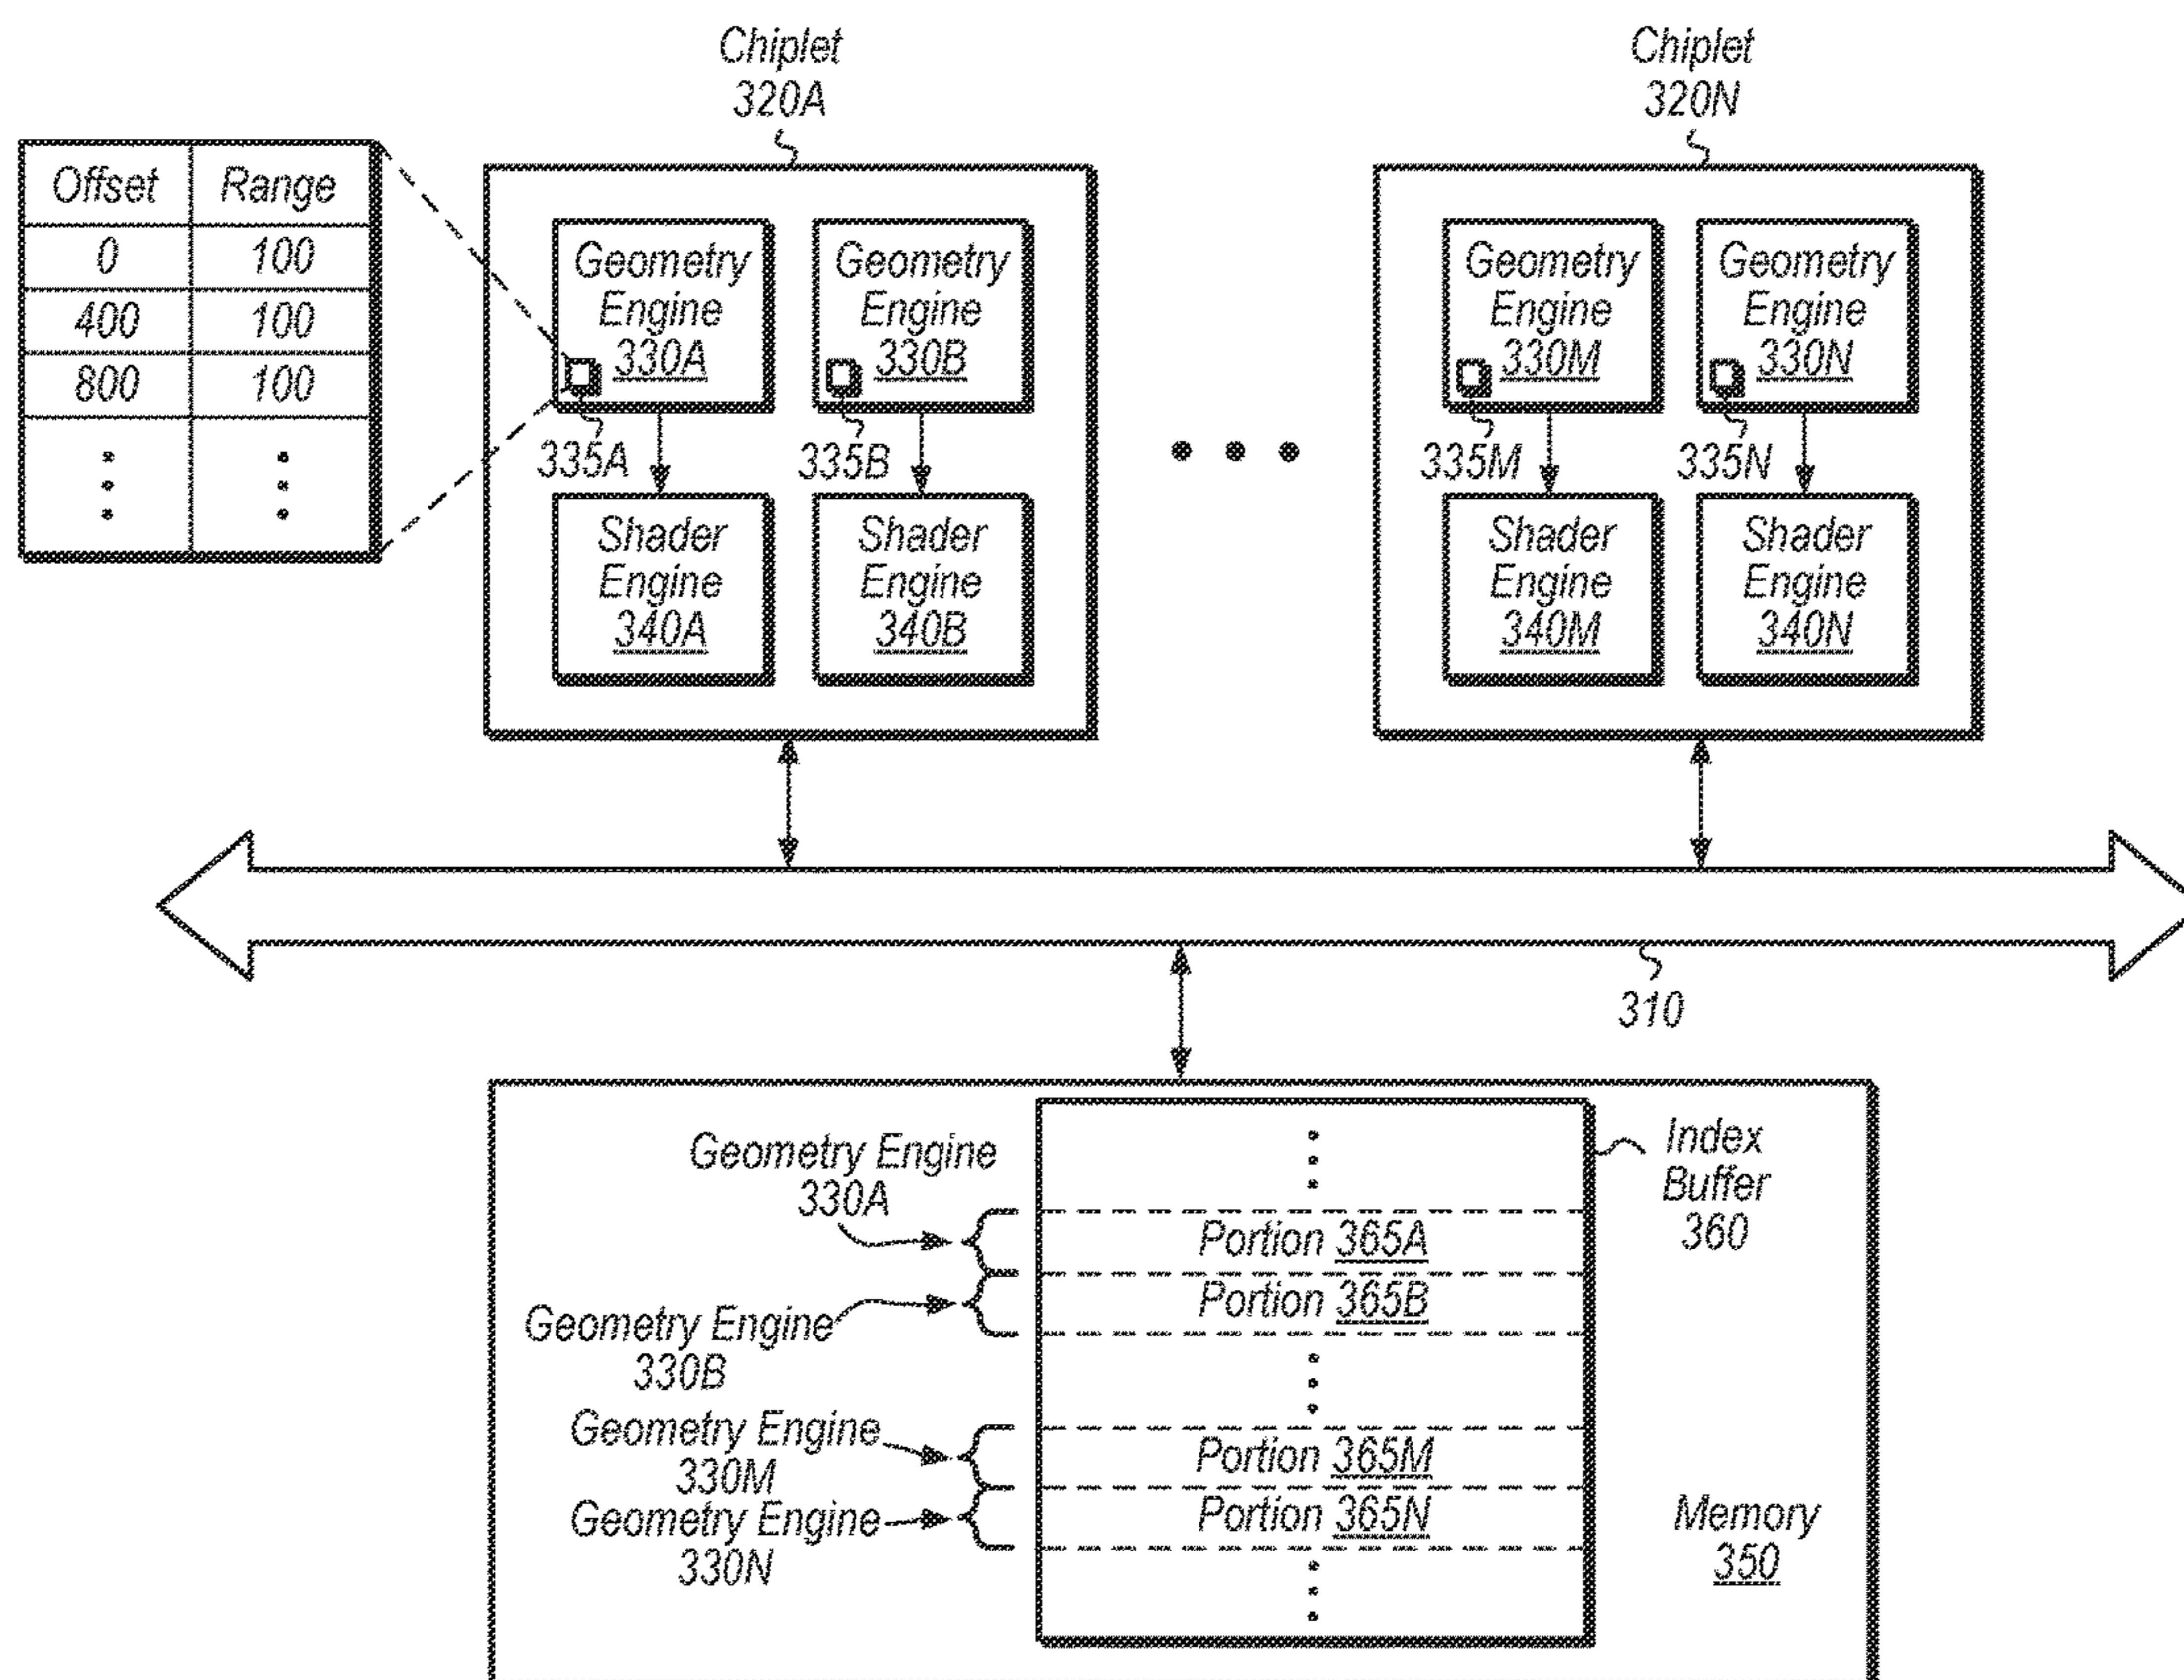 Chiplet
320A
Chiplet
320N
Offset Range
0 100
400 100
800 100
Geometry
Engine
330A
335A
Geometry
Engine
330B
335B
Geometry
Engine
330M
335M
Geometry
Engine
330N
335N
Shader
Engine
340A
Shader
Engine
340B
Shader
Engine
340M
Shader
Engine
340N
310
Geometry Engine
330A
Geometry Engine
330B
Geometry Engine
330M
Geometry Engine
330N
Portion 365A
Portion 365B
Portion 365M
Portion 365N
Index
Buffer
360
Memory
350